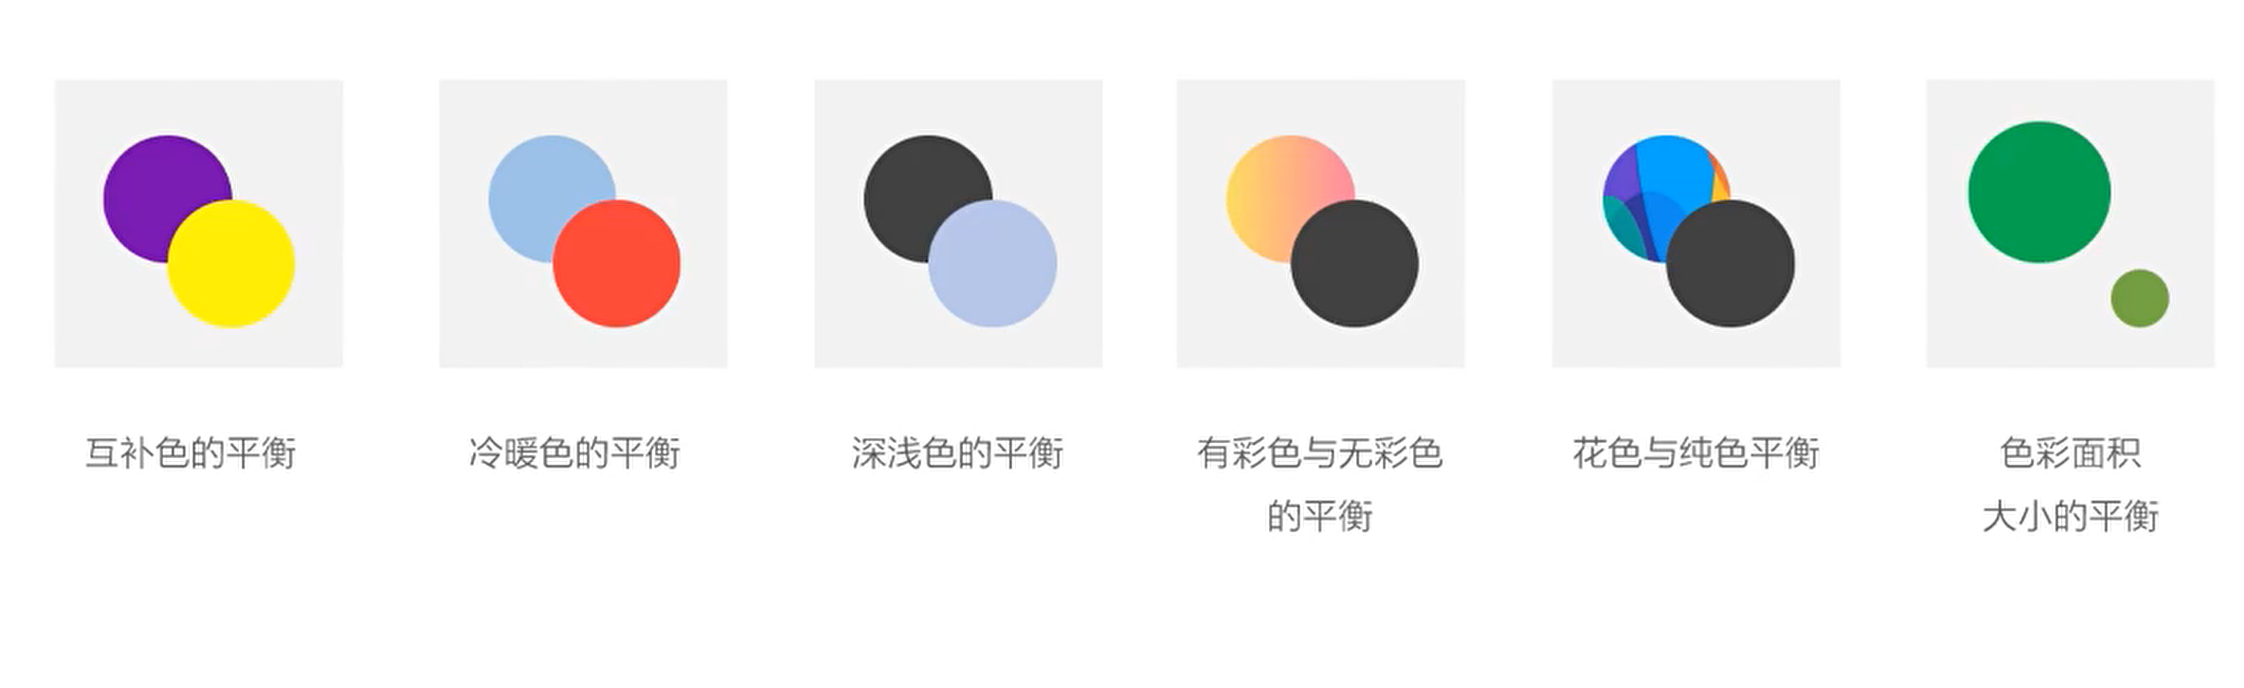 互补色的平衡
冷暖色的平衡
深浅色的平衡
有彩色与无彩色
的平衡
花色与纯色平衡
色彩面积
大小的平衡